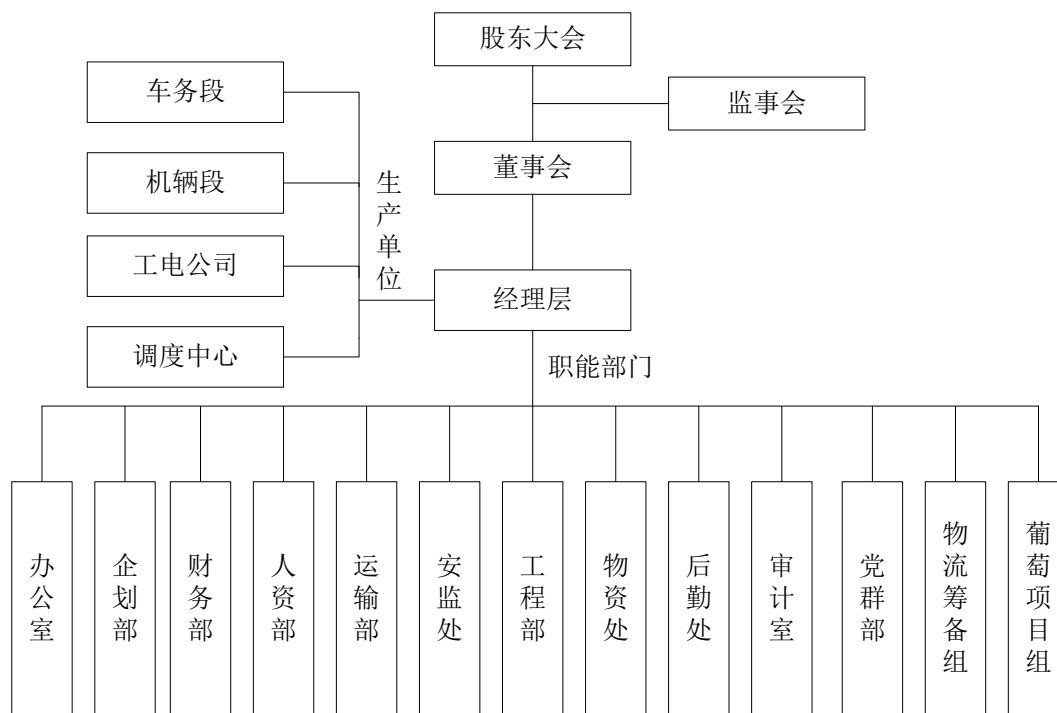 股东大会
车务段
监事会
董事会
机辆段
生产单位
工电公司
经理层
调度中心
职能部门
办公室
企划部
财务部
人资部
运输部
安监处
工程部
物资处
后勤处
审计室
党群部
物流筹备组
葡萄项目组